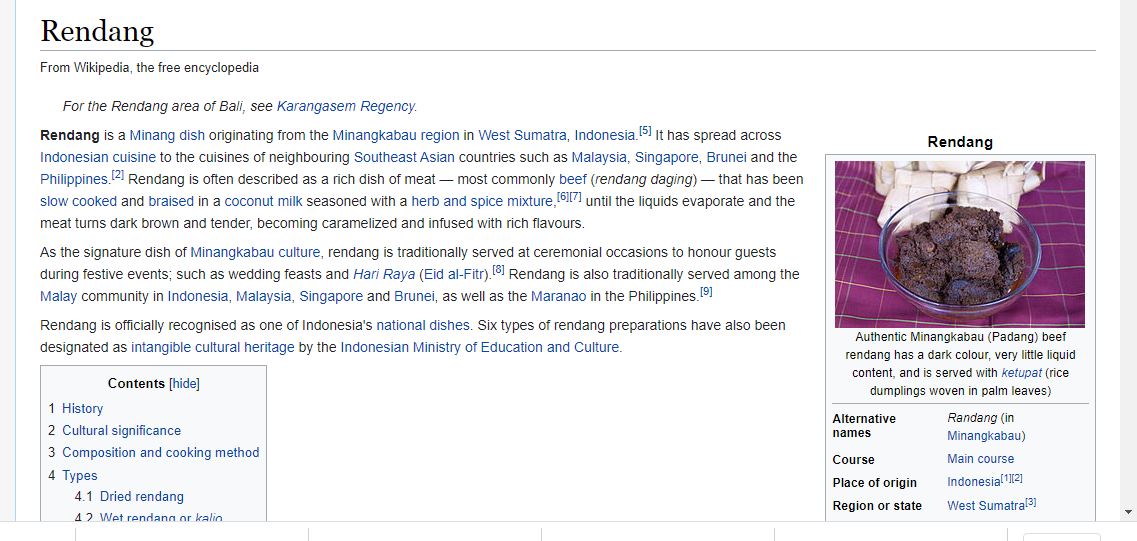 Rendang
From Wikipedia, the free encyclopedia
For the Rendang area of Bali, see Karangasem Regency.
Rendang is a Minang dish originating from the Minangkabau region in West Sumatra, Indonesia.[5] It has spread across
Indonesian cuisine to the cuisines of neighbouring Southeast Asian countries such as Malaysia, Singapore, Brunei and the
Philippines.[2] Rendang is often described as a rich dish of meat — most commonly beef (rendang daging) — that has been
slow cooked and braised in a coconut milk seasoned with a herb and spice mixture,[6][7] until the liquids evaporate and the
meat turns dark brown and tender, becoming caramelized and infused with rich flavours.
As the signature dish of Minangkabau culture, rendang is traditionally served at ceremonial occasions to honour guests
during festive events; such as wedding feasts and Hari Raya (Eid al-Fitr).[8] Rendang is also traditionally served among the
Malay community in Indonesia, Malaysia, Singapore and Brunei, as well as the Maranao in the Philippines.[9]
Rendang is officially recognised as one of Indonesia's national dishes. Six types of rendang preparations have also been
designated as intangible cultural heritage by the Indonesian Ministry of Education and Culture.
Contents [hide]
1 History
2 Cultural significance
3 Composition and cooking method
4 Types
4.1 Dried rendang
4.2 Wet rendang or kalio
Rendang
Authentic Minangkabau (Padang) beef
rendang has a dark colour, very little liquid
content, and is served with ketupat (rice
dumplings woven in palm leaves)
Alternative names Randang (in
Minangkabau)
Course Main course
Place of origin Indonesia[1][2]
Region or state West Sumatra[3]